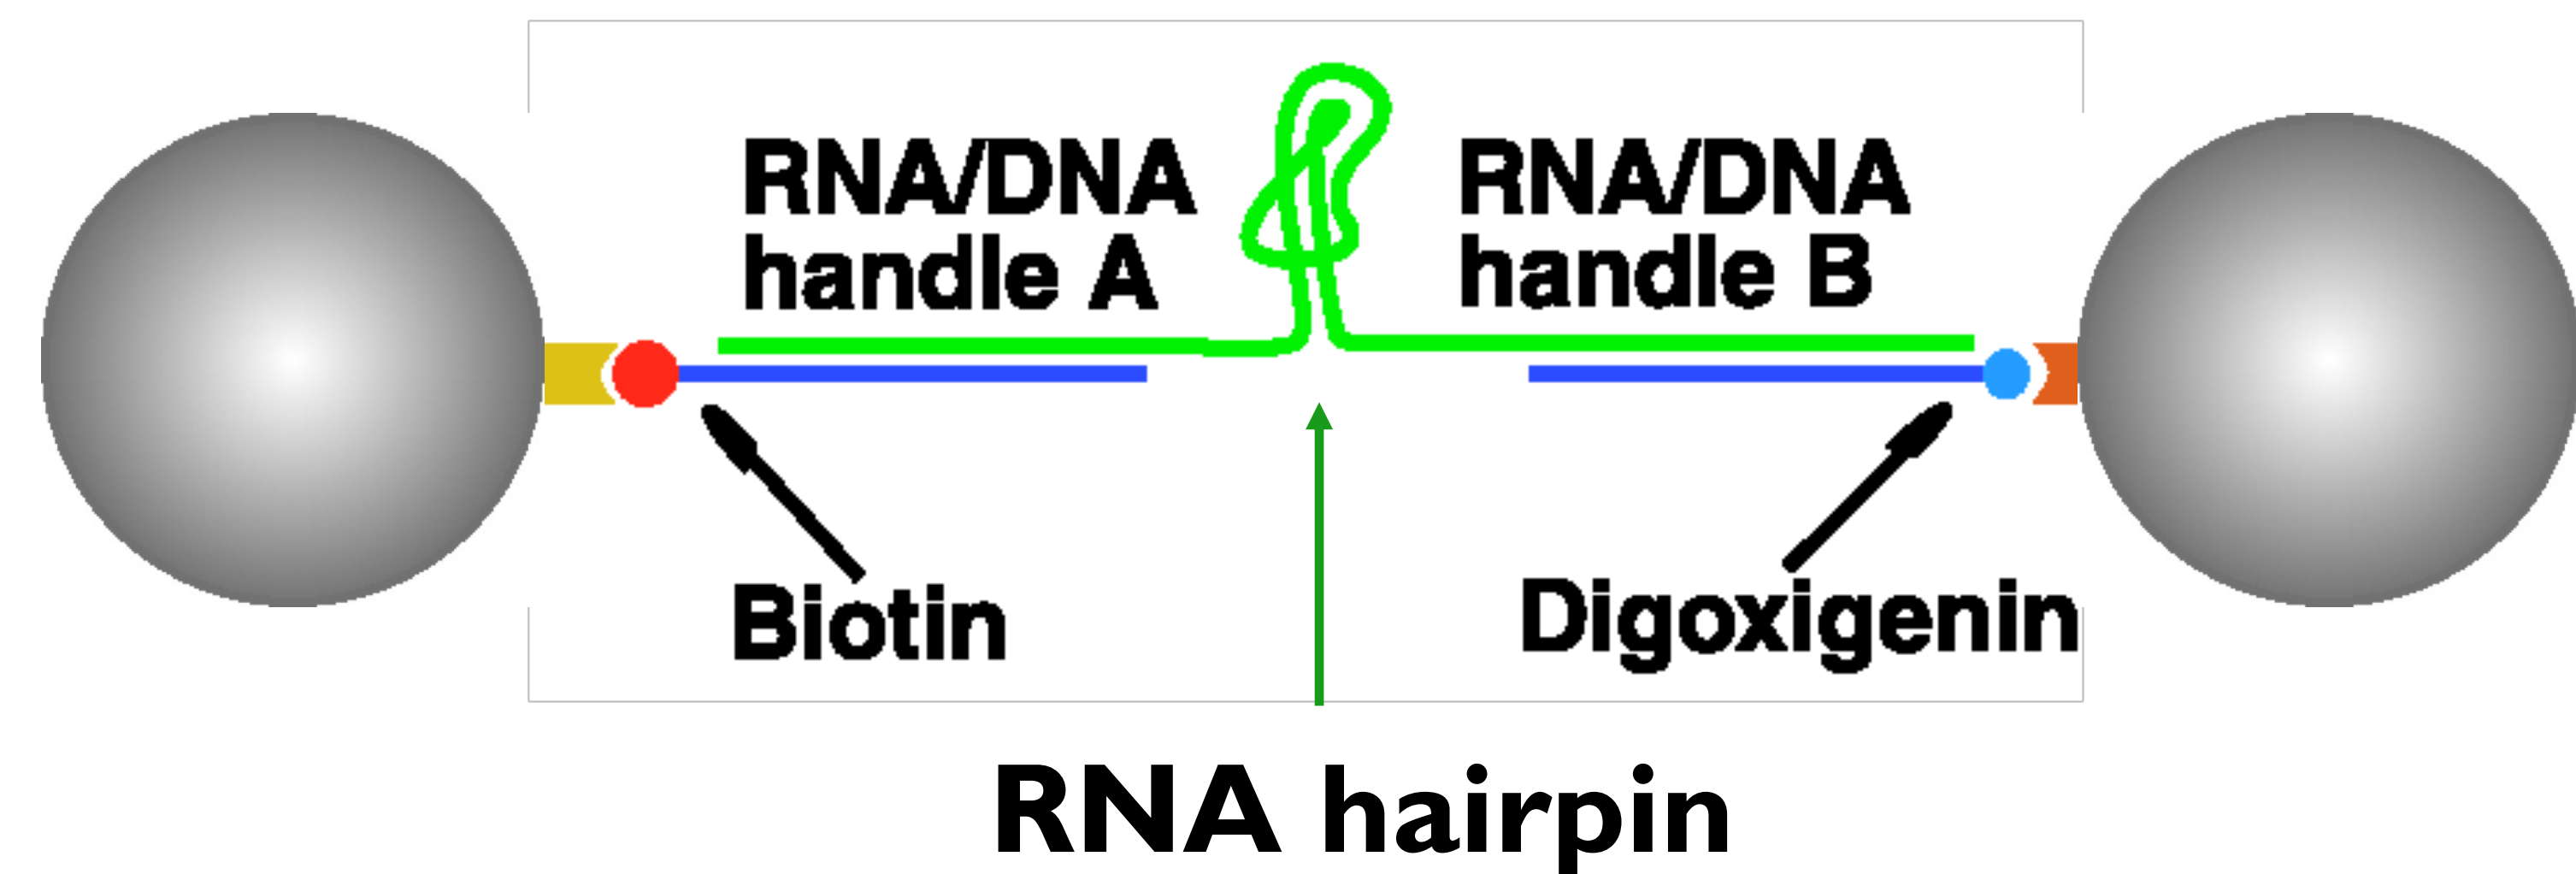 RNA/DNA
handle A
RNA/DNA
handle B
Biotin
Digoxigenin
RNA hairpin